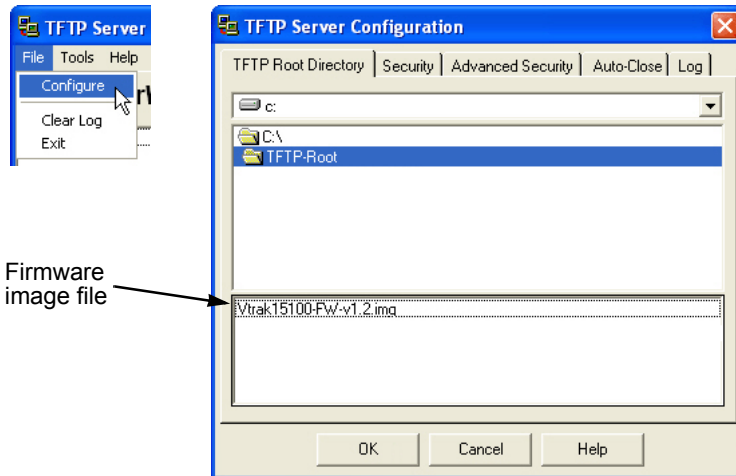 TFTP Server
File Tools Help
Configure
Clear Log
Exit
Firmware
image file
TFTP Server Configuration
TFTP Root Directory Security Advanced Security Auto-Close Log
c:
C:\
TFTP-Root
Vtrak15100-FW-v1.2.img
OK Cancel Help